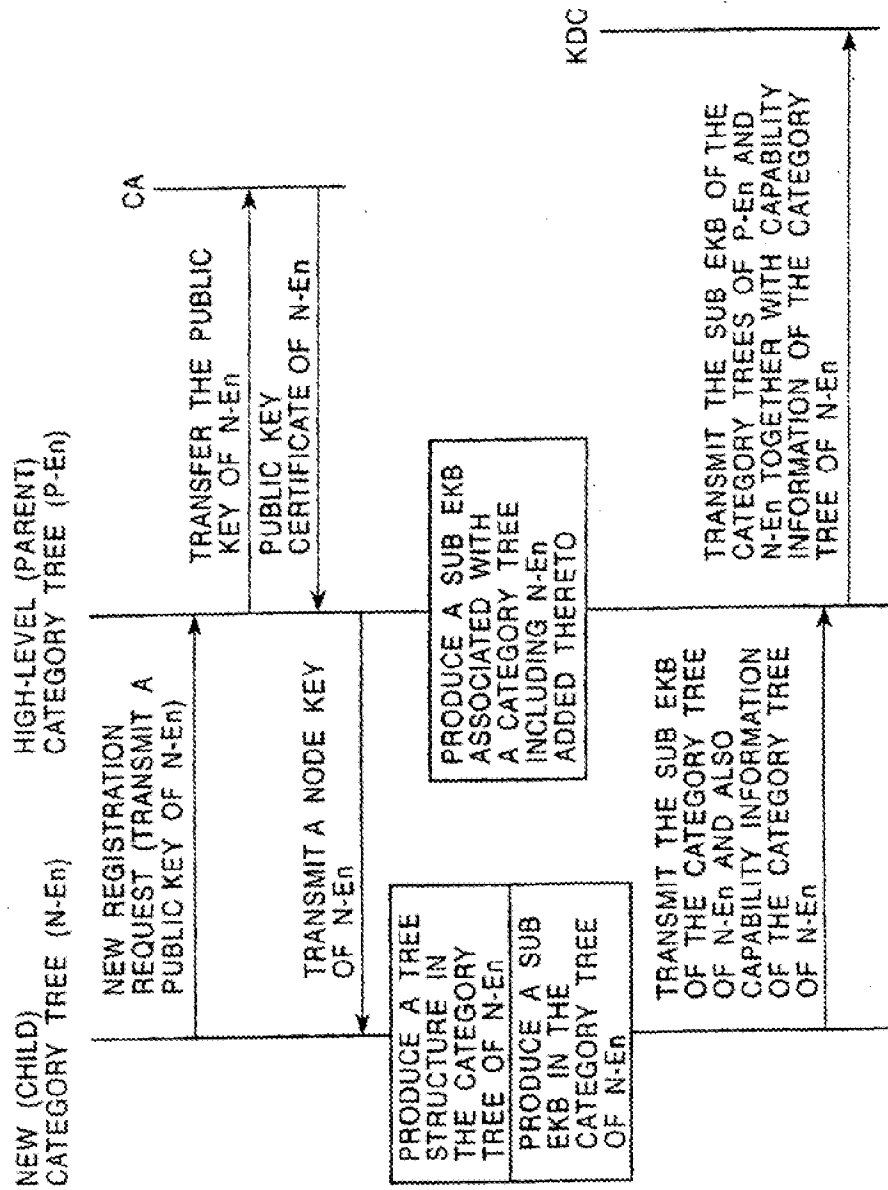 NEW (CHILD)
CATEGORY TREE (N-En)
HIGH-LEVEL (PARENT)
CATEGORY TREE (P-En)
CA
KDC
NEW REGISTRATION
REQUEST (TRANSMIT A
PUBLIC KEY OF N-En)
TRANSFER THE PUBLIC
KEY OF N-En
PUBLIC KEY
CERTIFICATE OF N-En
TRANSMIT A NODE KEY
OF N-En
PRODUCE A TREE
STRUCTURE IN
THE CATEGORY
TREE OF N-En
PRODUCE A SUB
EKB IN THE
CATEGORY TREE
OF N-En
PRODUCE A SUB EKB
ASSOCIATED WITH
A CATEGORY TREE
INCLUDING N-En
ADDED THERETO
TRANSMIT THE SUB EKB
OF THE CATEGORY TREE
OF N-En AND ALSO
CAPABILITY INFORMATION
OF THE CATEGORY TREE
OF N-En
TRANSMIT THE SUB EKB OF THE
CATEGORY TREES OF P-En AND
N-En TOGETHER WITH CAPABILITY
INFORMATION OF THE CATEGORY
TREE OF N-En